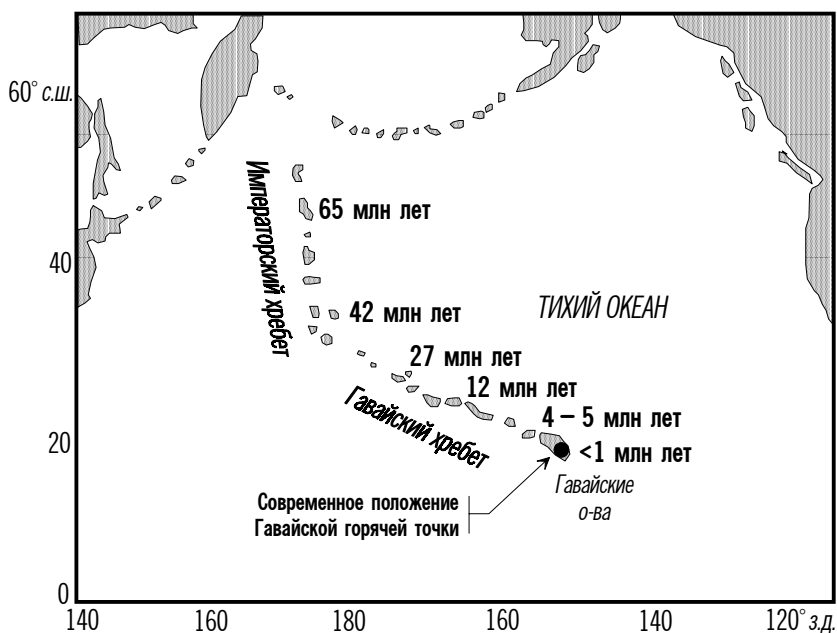 60° с.ш.
Императорский хребет
65 млн лет
40
42 млн лет
ТИХИЙ ОКЕАН
27 млн лет
12 млн лет
Гавайский хребет
4 – 5 млн лет
20
<1 млн лет
Гавайские
о-ва
Современное положение
Гавайской горячей точки
0
140 160 180 160 140 120° з.д.